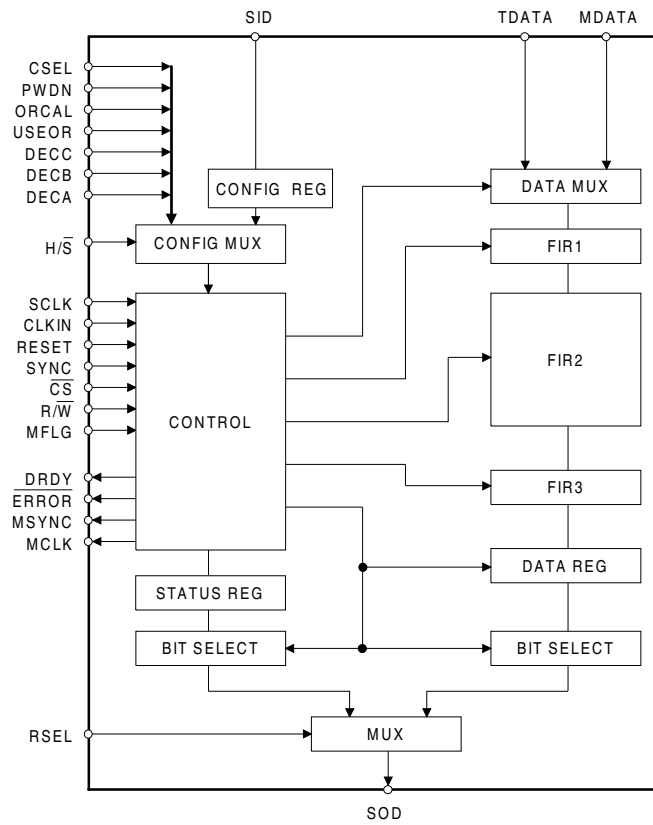 SID
TDATA
MDATA
CSEL
PWDN
ORCAL
USEOR
DECC
DECB
DECA
H/S̅
CONFIG REG
CONFIG MUX
DATA MUX
FIR1
FIR2
FIR3
SCLK
CLKIN
RESET
SYNC
C̅S̅
R/W̅
MFLG
CONTROL
DRDY
E̅R̅R̅O̅R̅
MSYNC
MCLK
STATUS REG
DATA REG
BIT SELECT
BIT SELECT
RSEL
MUX
SOD